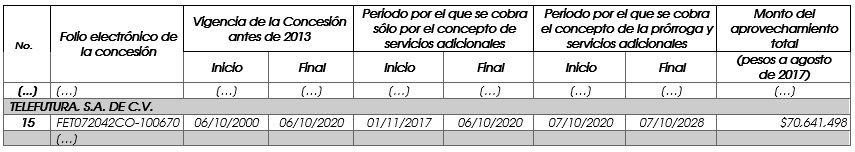 No. | Folio electrónico de la concesión | Vigencia de la Concesión antes de 2013 | Periodo por el que se cobra sólo por el concepto de servicios adicionales | Periodo por el que se cobra el concepto de la prórroga y servicios adicionales | Monto del aprovechamiento total
Inicio | Final | Inicio | Final | Inicio | Final | (pesos a agosto de 2017)
(...) | (...) | (...) | (...) | (...) | (...) | (...) | (...) | (...)
TELEFUTURA. S.A. DE C.V.
15 | FET072042CO-100670 | 06/10/2000 | 06/10/2020 | 01/11/2017 | 06/10/2020 | 07/10/2020 | 07/10/2028 | $70,641,498
(...)